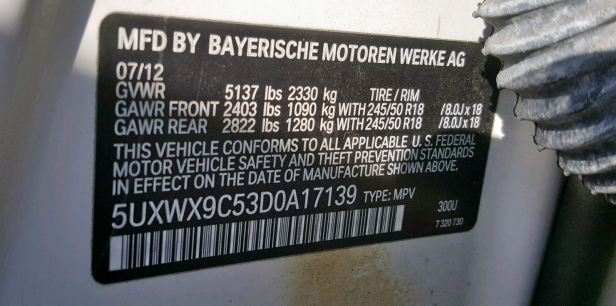 MFD BY BAYERISCHE MOTOREN WERKE AG
07/12
GVWR 5137 lbs 2330 kg TIRE / RIM
GAWR FRONT 2403 lbs 1090 kg WITH 245/50 R18 /8.0J x 18
GAWR REAR 2822 lbs 1280 kg WITH 245/50 R18 /8.0J x 18
THIS VEHICLE CONFORMS TO ALL APPLICABLE U.S. FEDERAL
MOTOR VEHICLE SAFETY AND THEFT PREVENTION STANDARDS
IN EFFECT ON THE DATE OF MANUFACTURE SHOWN ABOVE.
5UXWX9C53D0A17139 TYPE: MPV
300U
7 320 730